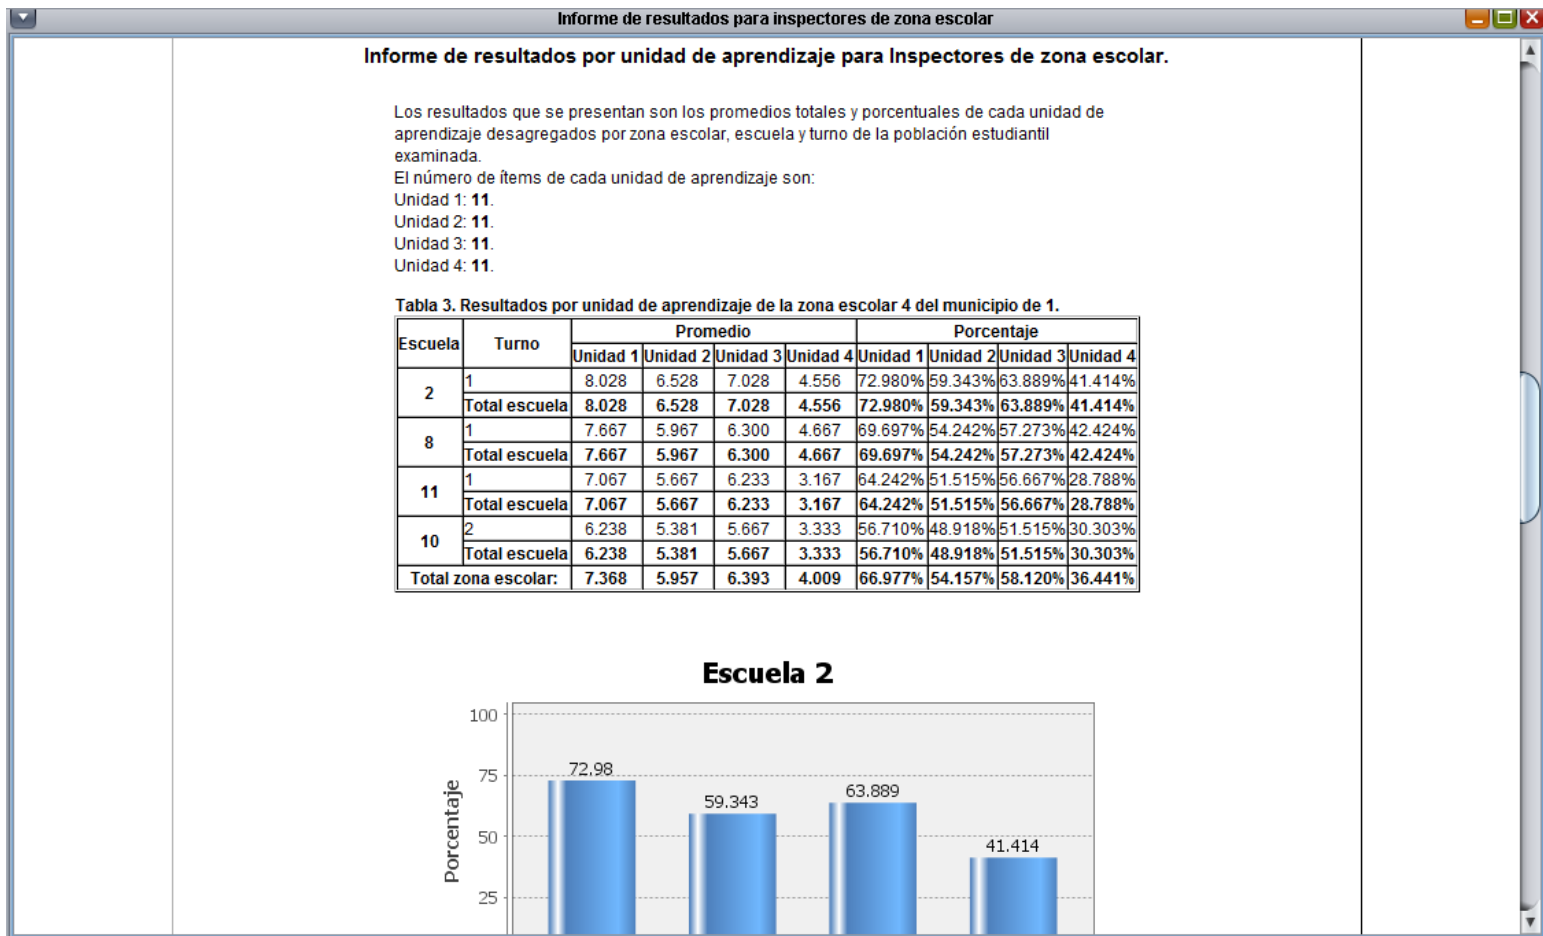 Informe de resultados para inspectores de zona escolar
Informe de resultados por unidad de aprendizaje para Inspectores de zona escolar.
Los resultados que se presentan son los promedios totales y porcentuales de cada unidad de
aprendizaje desagregados por zona escolar, escuela y turno de la población estudiantil
examinada.
El número de ítems de cada unidad de aprendizaje son:
Unidad 1: 11.
Unidad 2: 11.
Unidad 3: 11.
Unidad 4: 11.
Tabla 3. Resultados por unidad de aprendizaje de la zona escolar 4 del municipio de 1.
Escuela Turno Promedio Porcentaje
Unidad 1 Unidad 2 Unidad 3 Unidad 4 Unidad 1 Unidad 2 Unidad 3 Unidad 4
2 1 8.028 6.528 7.028 4.556 72.980% 59.343% 63.889% 41.414%
Total escuela 8.028 6.528 7.028 4.556 72.980% 59.343% 63.889% 41.414%
8 1 7.667 5.967 6.300 4.667 69.697% 54.242% 57.273% 42.424%
Total escuela 7.667 5.967 6.300 4.667 69.697% 54.242% 57.273% 42.424%
11 1 7.067 5.667 6.233 3.167 64.242% 51.515% 56.667% 28.788%
Total escuela 7.067 5.667 6.233 3.167 64.242% 51.515% 56.667% 28.788%
10 2 6.238 5.381 5.667 3.333 56.710% 48.918% 51.515% 30.303%
Total escuela 6.238 5.381 5.667 3.333 56.710% 48.918% 51.515% 30.303%
Total zona escolar: 7.368 5.957 6.393 4.009 66.977% 54.157% 58.120% 36.441%
Escuela 2
Porcentaje
100
75
50
25
72.98
59.343
63.889
41.414